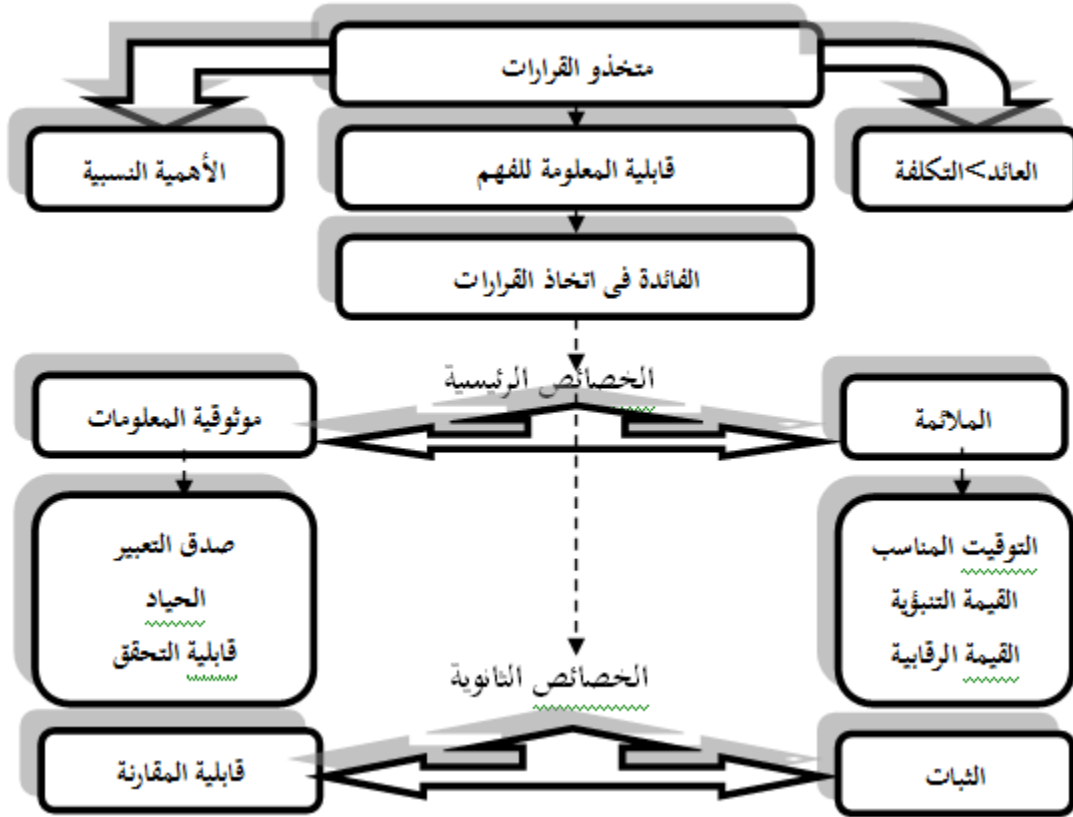 متخذو القرارات
العائد>التكلفة
قابلية المعلومة للفهم
الأهمية النسبية
الفائدة فى اتخاذ القرارات
الخصائص الرئيسية
الملائمة
موثوقية المعلومات
التوقيت المناسب
القيمة التنبؤية
القيمة الرقابية
صدق التعبير
الحياد
قابلية التحقق
الخصائص الثانوية
الثبات
قابلية المقارنة